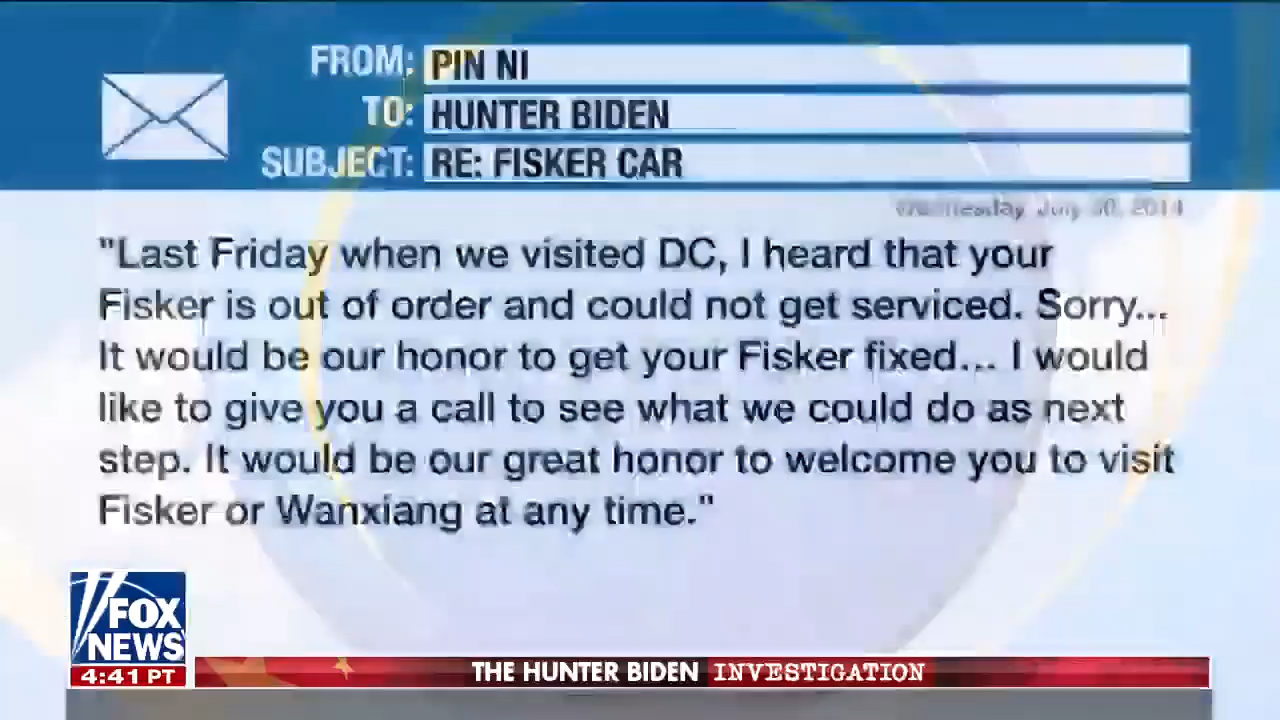 FROM: PIN NI
TO: HUNTER BIDEN
SUBJECT: RE: FISKER CAR
Wednesday, July 30, 2014
"Last Friday when we visited DC, I heard that your
Fisker is out of order and could not get serviced. Sorry...
It would be our honor to get your Fisker fixed... I would
like to give you a call to see what we could do as next
step. It would be our great honor to welcome you to visit
Fisker or Wanxiang at any time."
FOX
NEWS
4:41 PT
THE HUNTER BIDEN INVESTIGATION